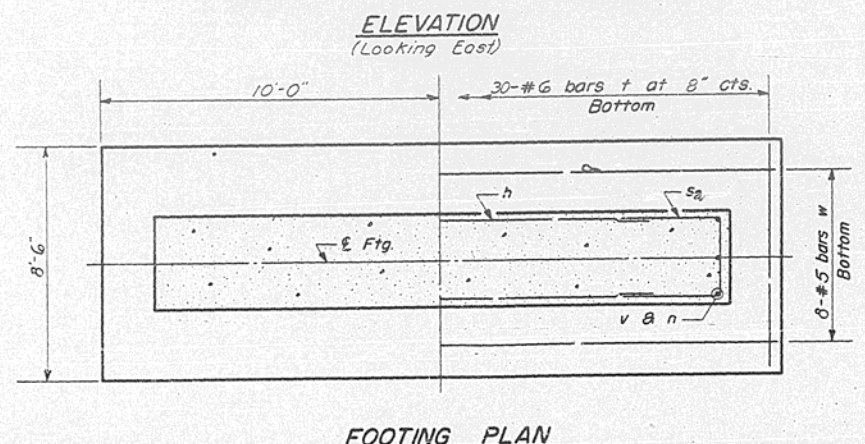 ELEVATION
(Looking East)
10'-0"
30-#6 bars t at 8" cts.
Bottom
8'-6"
h
s2
℄ Ftg.
8-#5 bars w
Bottom
v & n
FOOTING PLAN